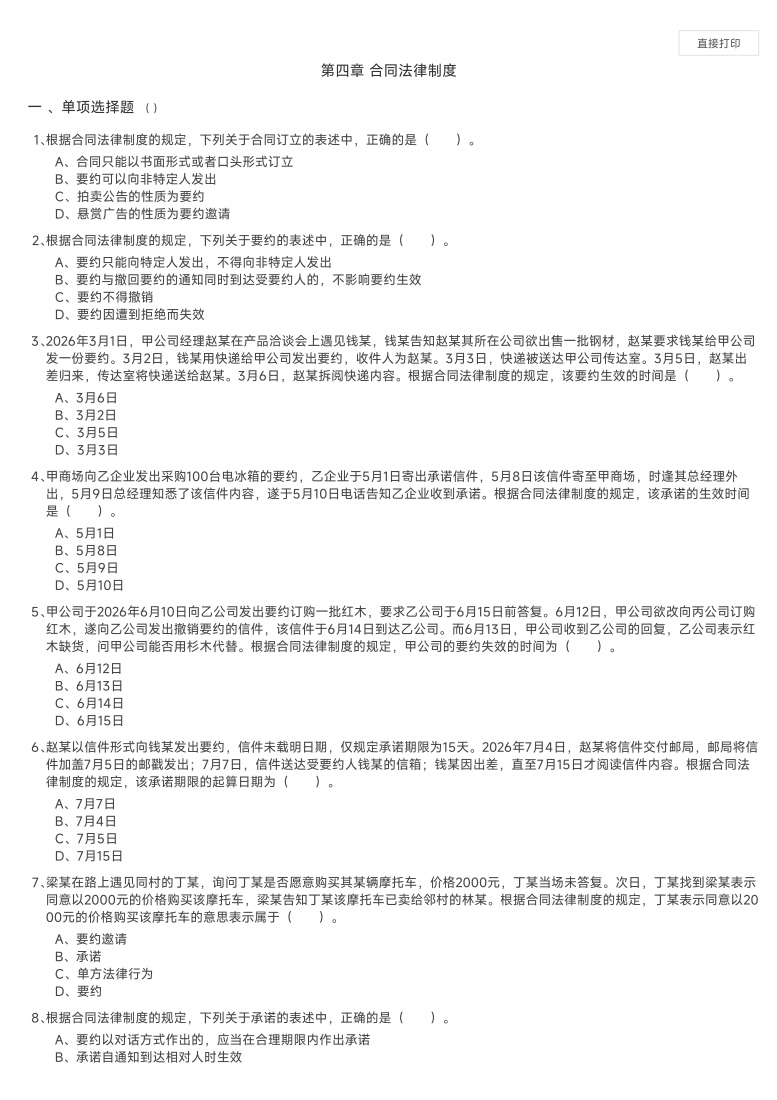 直接打印
第四章 合同法律制度
一 、单项选择题 （ ）
1、根据合同法律制度的规定，下列关于合同订立的表述中，正确的是（　　）。
A、合同只能以书面形式或者口头形式订立
B、要约可以向非特定人发出
C、拍卖公告的性质为要约
D、悬赏广告的性质为要约邀请
2、根据合同法律制度的规定，下列关于要约的表述中，正确的是（　　）。
A、要约只能向特定人发出，不得向非特定人发出
B、要约与撤回要约的通知同时到达受要约人的，不影响要约生效
C、要约不得撤销
D、要约因遭到拒绝而失效
3、2026年3月1日，甲公司经理赵某在产品洽谈会上遇见钱某，钱某告知赵某其所在公司欲出售一批钢材，赵某要求钱某给甲公司
发一份要约。3月2日，钱某用快递给甲公司发出要约，收件人为赵某。3月3日，快递被送达甲公司传达室。3月5日，赵某出
差归来，传达室将快递送给赵某。3月6日，赵某拆阅快递内容。根据合同法律制度的规定，该要约生效的时间是（　　）。
A、3月6日
B、3月2日
C、3月5日
D、3月3日
4、甲商场向乙企业发出采购100台电冰箱的要约，乙企业于5月1日寄出承诺信件，5月8日该信件寄至甲商场，时逢其总经理外
出，5月9日总经理知悉了该信件内容，遂于5月10日电话告知乙企业收到承诺。根据合同法律制度的规定，该承诺的生效时间
是（　　）。
A、5月1日
B、5月8日
C、5月9日
D、5月10日
5、甲公司于2026年6月10日向乙公司发出要约订购一批红木，要求乙公司于6月15日前答复。6月12日，甲公司欲改向丙公司订购
红木，遂向乙公司发出撤销要约的信件，该信件于6月14日到达乙公司。而6月13日，甲公司收到乙公司的回复，乙公司表示红
木缺货，问甲公司能否用杉木代替。根据合同法律制度的规定，甲公司的要约失效的时间为（　　）。
A、6月12日
B、6月13日
C、6月14日
D、6月15日
6、赵某以信件形式向钱某发出要约，信件未载明日期，仅规定承诺期限为15天。2026年7月4日，赵某将信件交付邮局，邮局将信
件加盖7月5日的邮戳发出；7月7日，信件送达受要约人钱某的信箱；钱某因出差，直至7月15日才阅读信件内容。根据合同法
律制度的规定，该承诺期限的起算日期为（　　）。
A、7月7日
B、7月4日
C、7月5日
D、7月15日
7、梁某在路上遇见同村的丁某，询问丁某是否愿意购买其某辆摩托车，价格2000元，丁某当场未答复。次日，丁某找到梁某表示
同意以2000元的价格购买该摩托车，梁某告知丁某该摩托车已卖给邻村的林某。根据合同法律制度的规定，丁某表示同意以20
00元的价格购买该摩托车的意思表示属于（　　）。
A、要约邀请
B、承诺
C、单方法律行为
D、要约
8、根据合同法律制度的规定，下列关于承诺的表述中，正确的是（　　）。
A、要约以对话方式作出的，应当在合理期限内作出承诺
B、承诺自通知到达相对人时生效